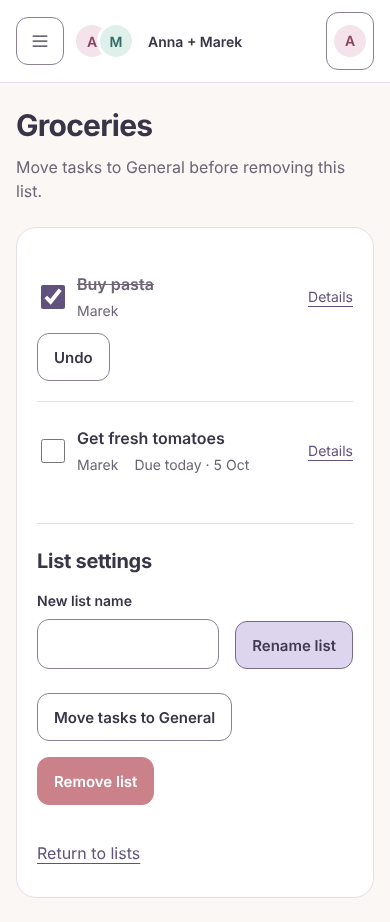 A M Anna + Marek A
Groceries
Move tasks to General before removing this
list.
Buy pasta
Marek
Details
Undo
Get fresh tomatoes
Marek Due today · 5 Oct
Details
List settings
New list name
Rename list
Move tasks to General
Remove list
Return to lists